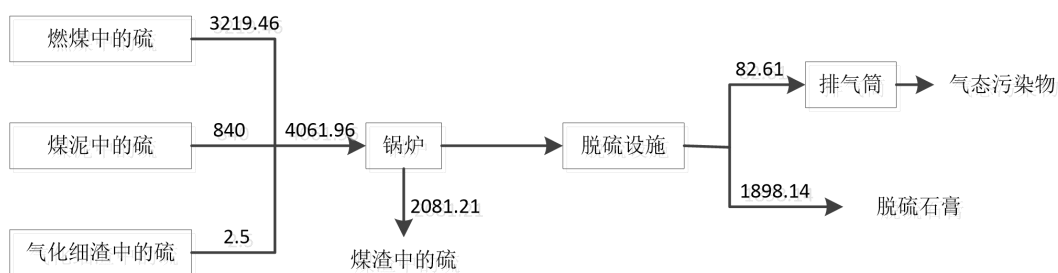 3219.46
燃煤中的硫
82.61
排气筒
气态污染物
煤泥中的硫
840
4061.96
锅炉
脱硫设施
1898.14
脱硫石膏
2081.21
气化细渣中的硫
2.5
煤渣中的硫